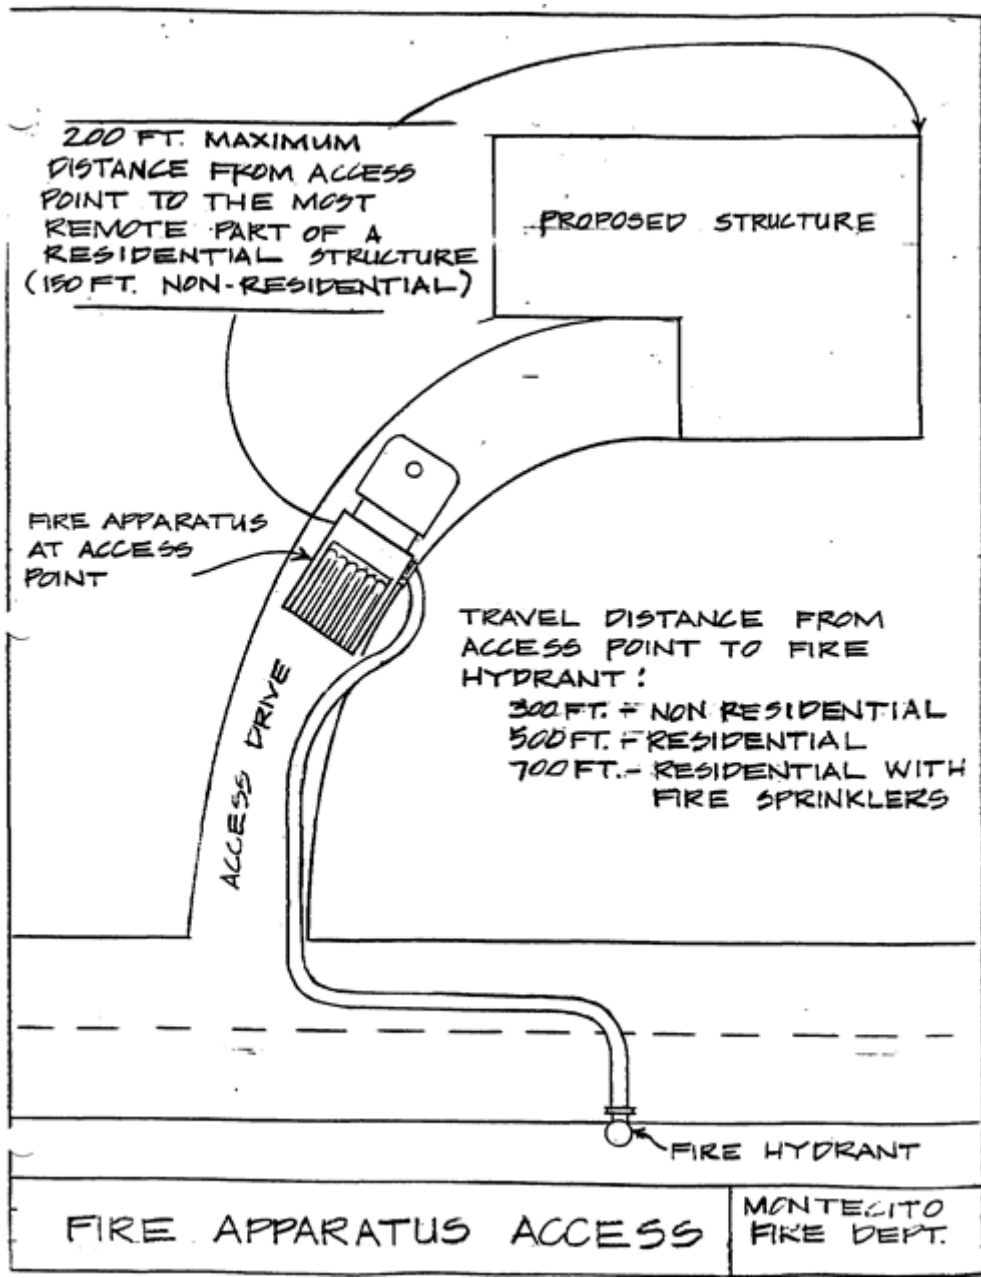 200 FT. MAXIMUM
DISTANCE FROM ACCESS
POINT TO THE MOST
REMOTE PART OF A
RESIDENTIAL STRUCTURE
(150 FT. NON-RESIDENTIAL)
PROPOSED STRUCTURE
FIRE APPARATUS
AT ACCESS
POINT
TRAVEL DISTANCE FROM
ACCESS POINT TO FIRE
HYDRANT:
300 FT. - NON RESIDENTIAL
500 FT. - RESIDENTIAL
700 FT. - RESIDENTIAL WITH
FIRE SPRINKLERS
ACCESS DRIVE
FIRE HYDRANT
FIRE APPARATUS ACCESS
MONTECITO
FIRE DEPT.